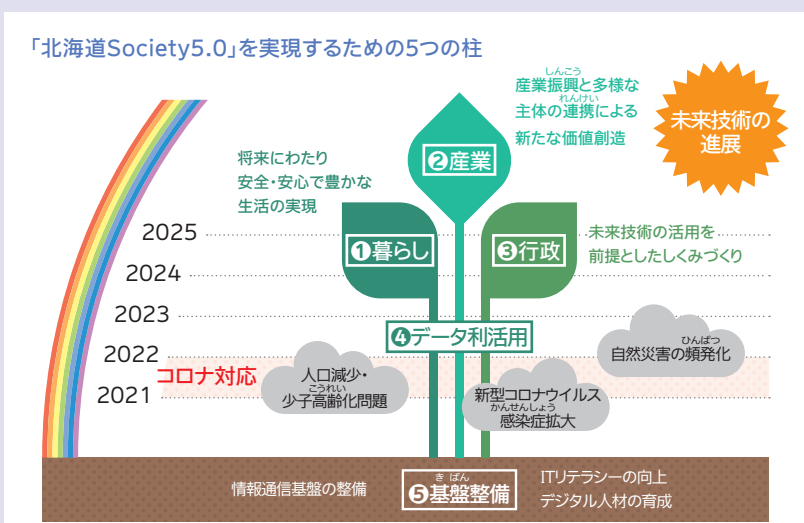 「北海道Society5.0」を実現するための5つの柱
しんこう
産業振興と多様な
れんけい
主体の連携による
新たな価値創造
未来技術の
進展
❷産業
将来にわたり
安全・安心で豊かな
生活の実現
❶暮らし
❸行政
未来技術の活用を
前提としたしくみづくり
2025
2024
2023
2022
2021
❹データ利活用
コロナ対応
人口減少・
こうれい
少子高齢化問題
新型コロナウイルス
かんせんしょう
感染症拡大
ひんぱつ
自然災害の頻発化
情報通信基盤の整備
きばん
❺基盤整備
ITリテラシーの向上
デジタル人材の育成